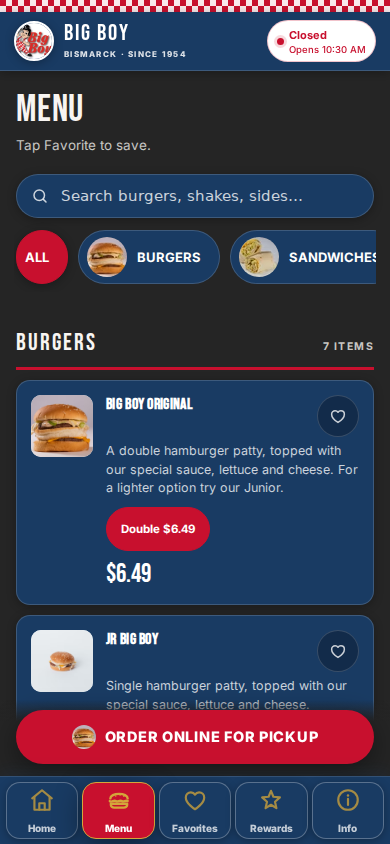 Big Boy
BIG BOY
BISMARCK · SINCE 1954
Closed
Opens 10:30 AM
MENU
Tap Favorite to save.
Search burgers, shakes, sides...
ALL
BURGERS
SANDWICHES
BURGERS
7 ITEMS
BIG BOY ORIGINAL
A double hamburger patty, topped with
our special sauce, lettuce and cheese. For
a lighter option try our Junior.
Double $6.49
$6.49
JR BIG BOY
Single hamburger patty, topped with our
special sauce, lettuce and cheese.
ORDER ONLINE FOR PICKUP
Home
Menu
Favorites
Rewards
Info